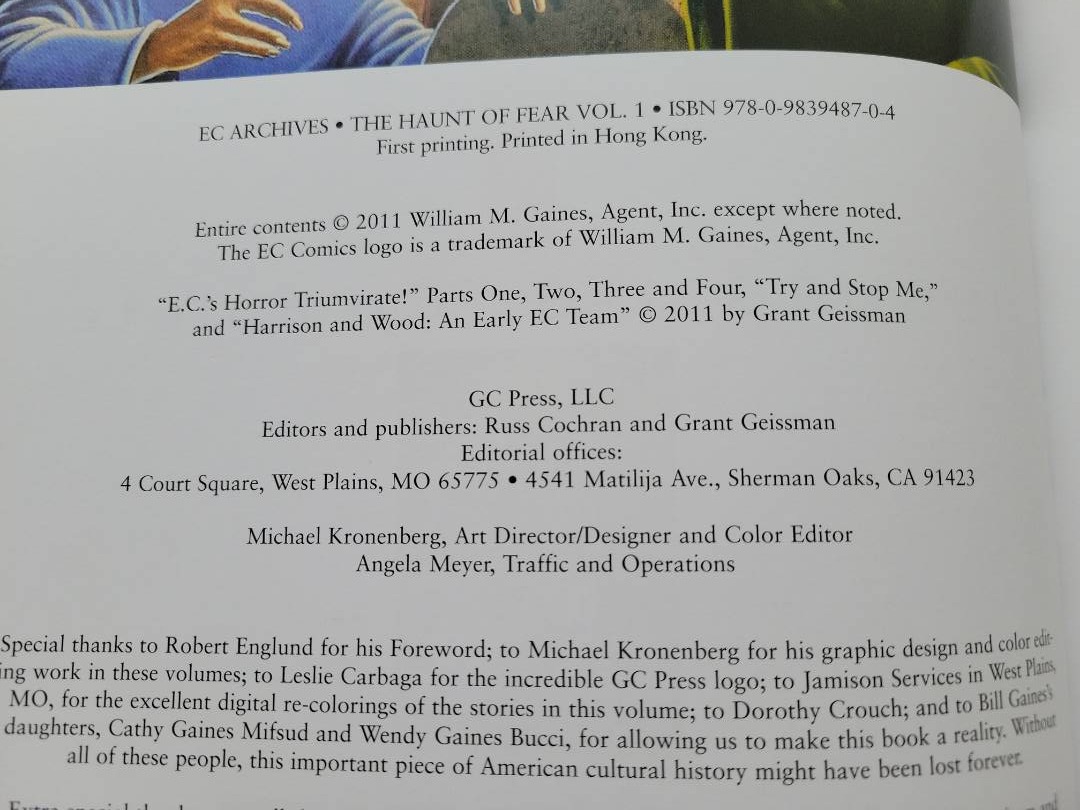 EC ARCHIVES • THE HAUNT OF FEAR VOL. 1 • ISBN 978-0-9839487-0-4
First printing. Printed in Hong Kong.
Entire contents © 2011 William M. Gaines, Agent, Inc. except where noted.
The EC Comics logo is a trademark of William M. Gaines, Agent, Inc.
“E.C.’s Horror Triumvirate!” Parts One, Two, Three and Four, “Try and Stop Me,”
and “Harrison and Wood: An Early EC Team” © 2011 by Grant Geissman
GC Press, LLC
Editors and publishers: Russ Cochran and Grant Geissman
Editorial offices:
4 Court Square, West Plains, MO 65775 • 4541 Matilija Ave., Sherman Oaks, CA 91423
Michael Kronenberg, Art Director/Designer and Color Editor
Angela Meyer, Traffic and Operations
Special thanks to Robert Englund for his Foreword; to Michael Kronenberg for his graphic design and color edit-
ing work in these volumes; to Leslie Carbaga for the incredible GC Press logo; to Jamison Services in West Plains,
MO, for the excellent digital re-colorings of the stories in this volume; to Dorothy Crouch; and to Bill Gaines’s
daughters, Cathy Gaines Mifsud and Wendy Gaines Bucci, for allowing us to make this book a reality. Without
all of these people, this important piece of American cultural history might have been lost forever.